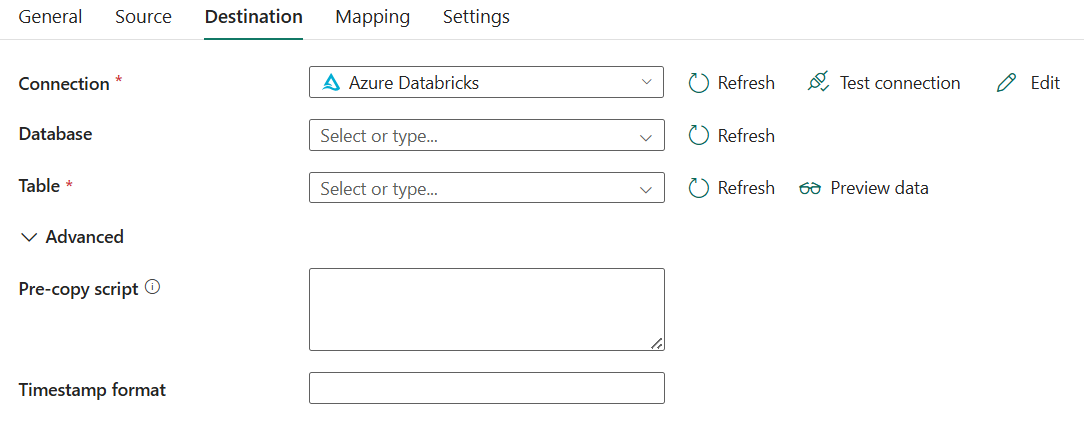 General Source Destination Mapping Settings
Connection * Azure Databricks Refresh Test connection Edit
Database Select or type... Refresh
Table * Select or type... Refresh Preview data
Advanced
Pre-copy script
Timestamp format